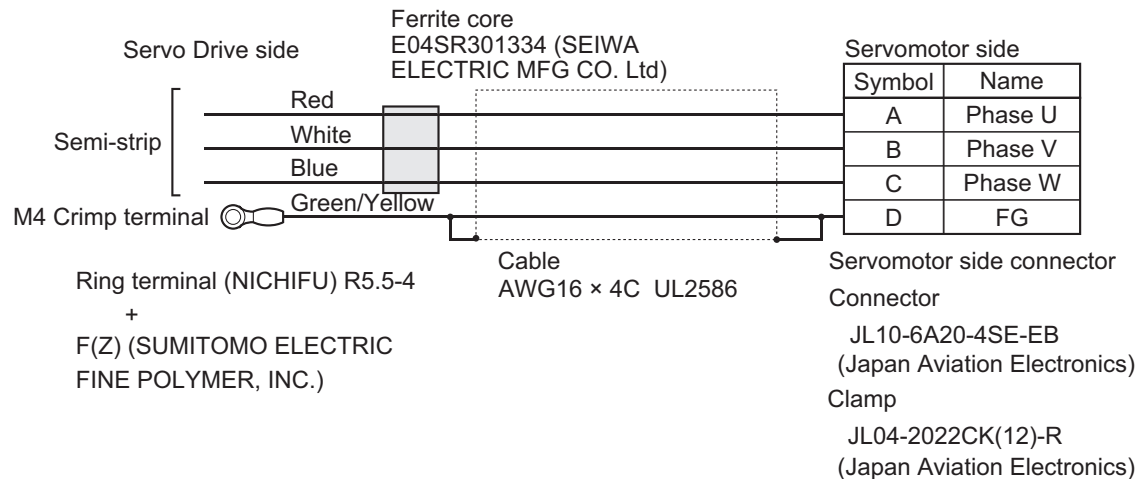 Ferrite core
E04SR301334 (SEIWA
ELECTRIC MFG CO. Ltd)
Servo Drive side
Servomotor side
Symbol Name
Red
A Phase U
Semi-strip
White
B Phase V
Blue
C Phase W
M4 Crimp terminal
Green/Yellow
D FG
Ring terminal (NICHIFU) R5.5-4
+
F(Z) (SUMITOMO ELECTRIC
FINE POLYMER, INC.)
Cable
AWG16 × 4C UL2586
Servomotor side connector
Connector
JL10-6A20-4SE-EB
(Japan Aviation Electronics)
Clamp
JL04-2022CK(12)-R
(Japan Aviation Electronics)